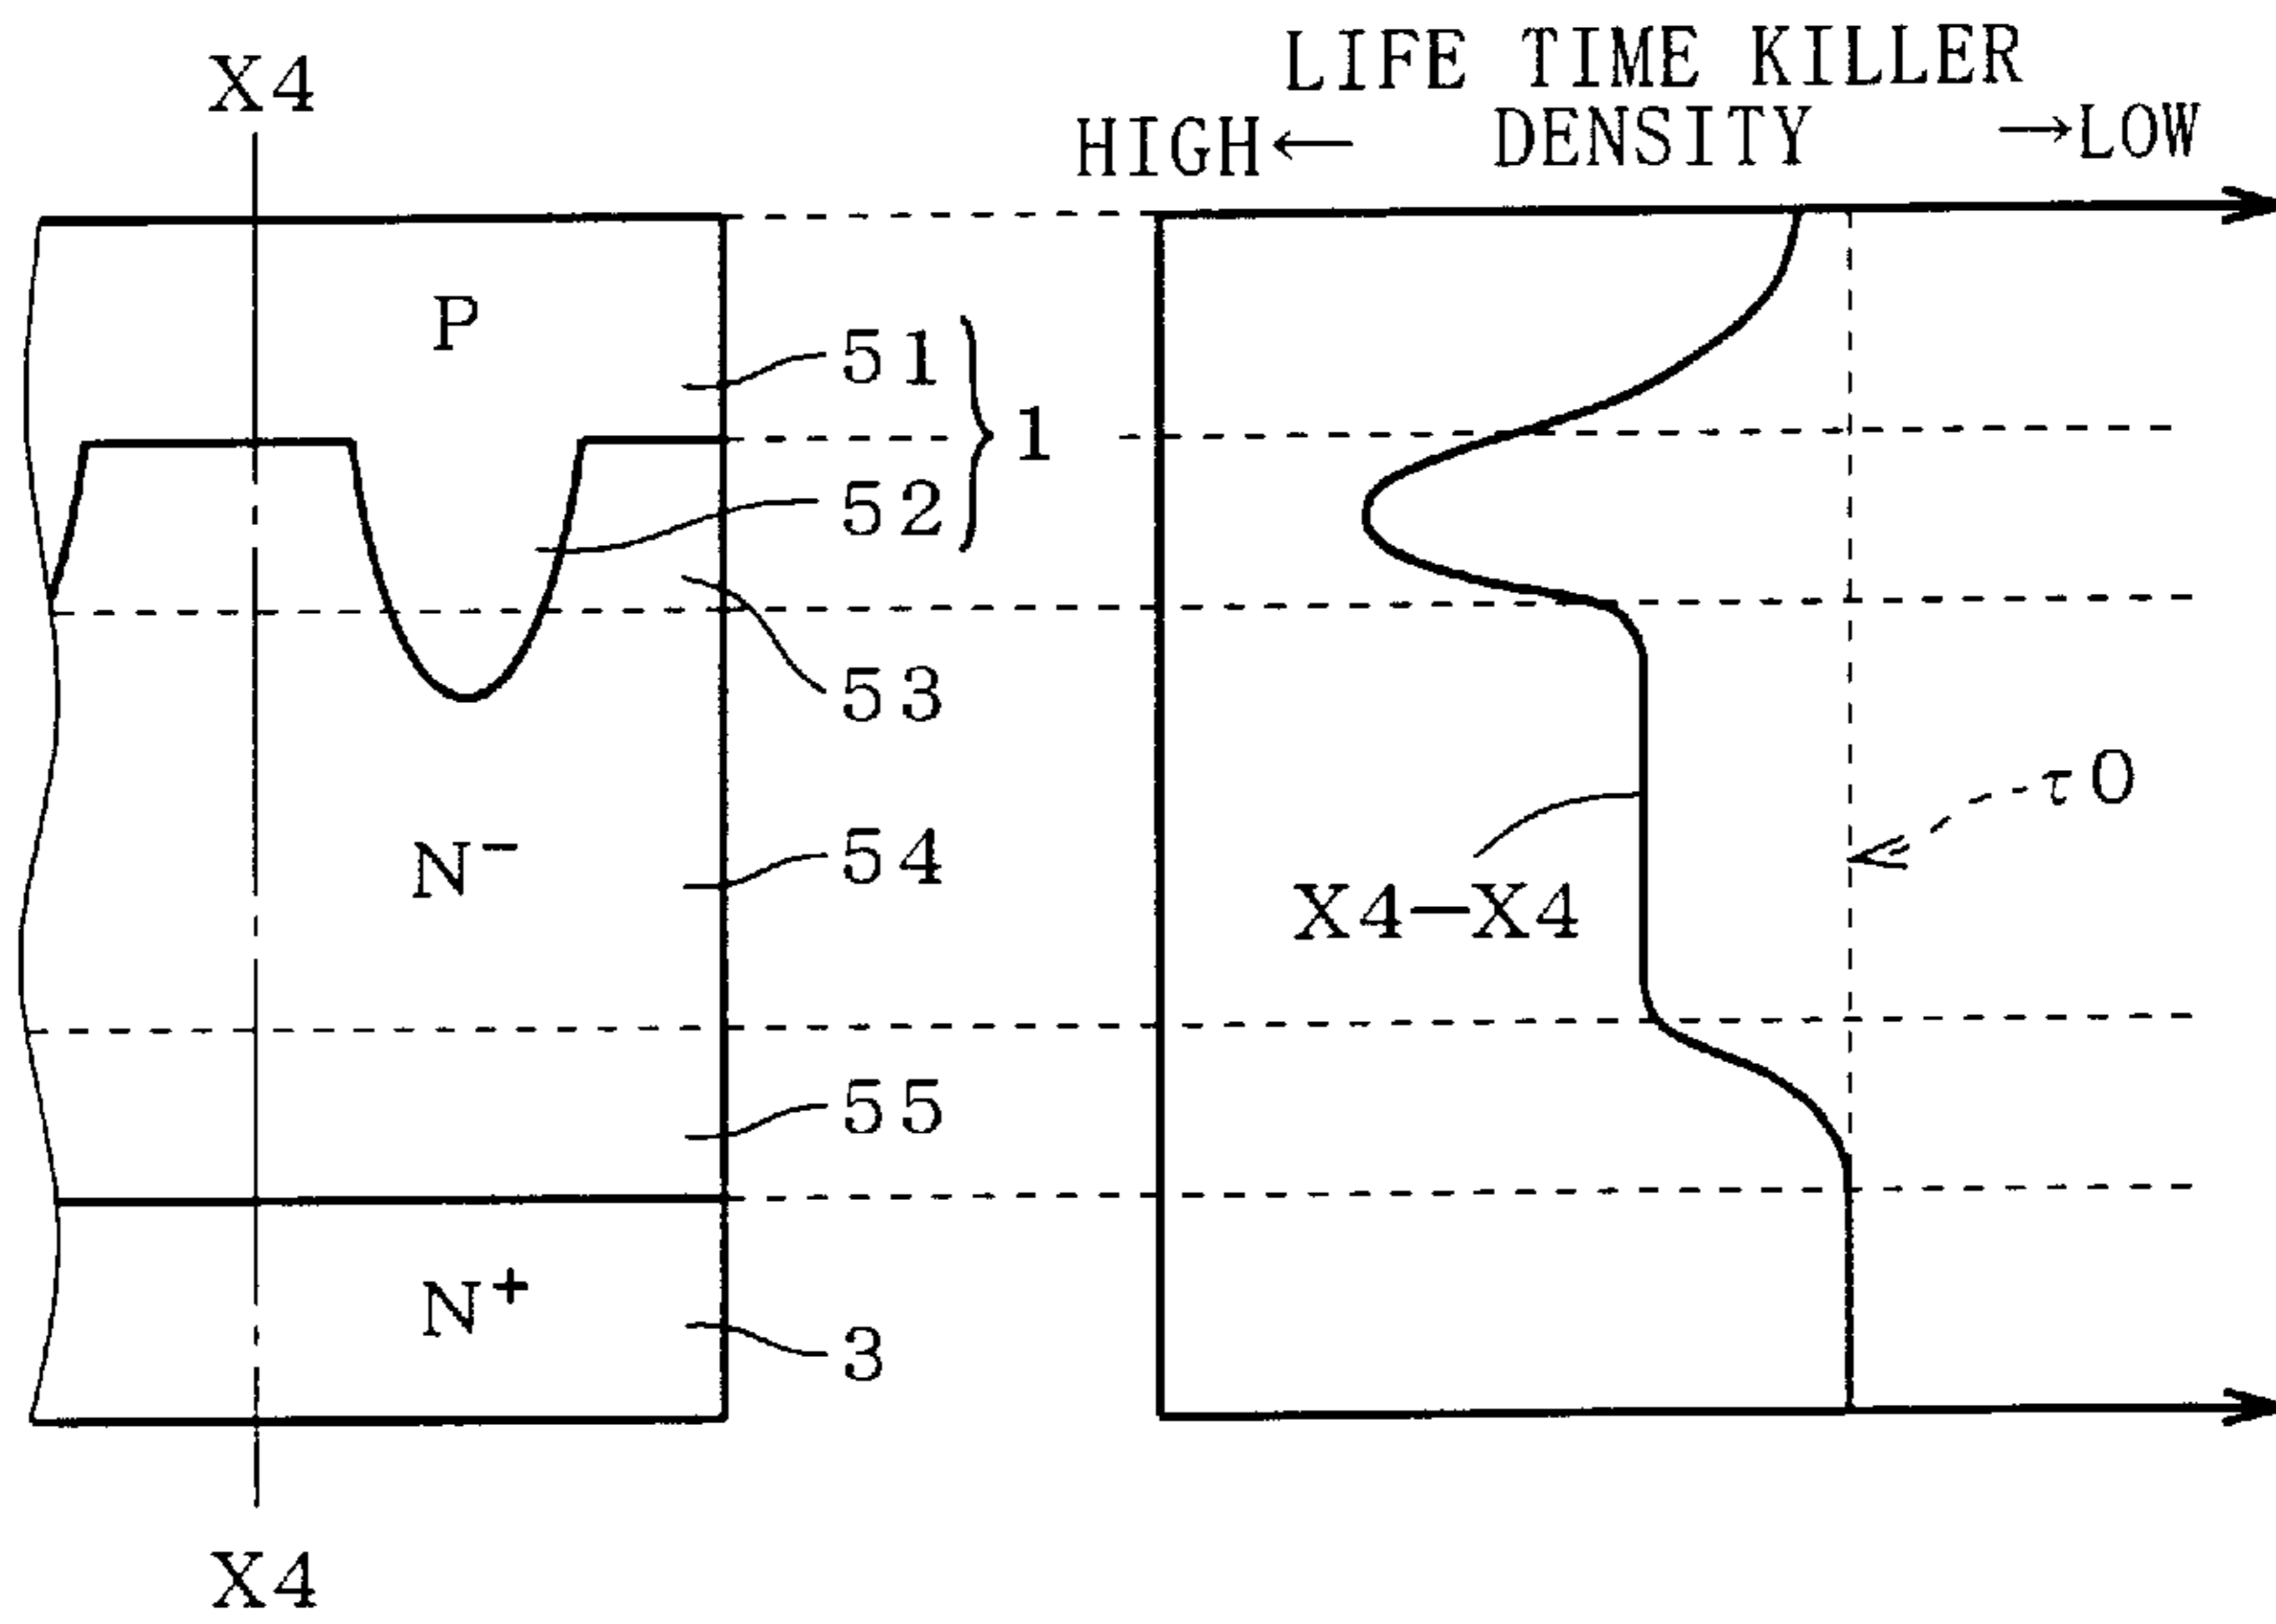 X4
LIFE TIME KILLER
HIGH← DENSITY →LOW
P
51
1
52
53
N⁻
54
τ0
X4-X4
55
N⁺
3
X4